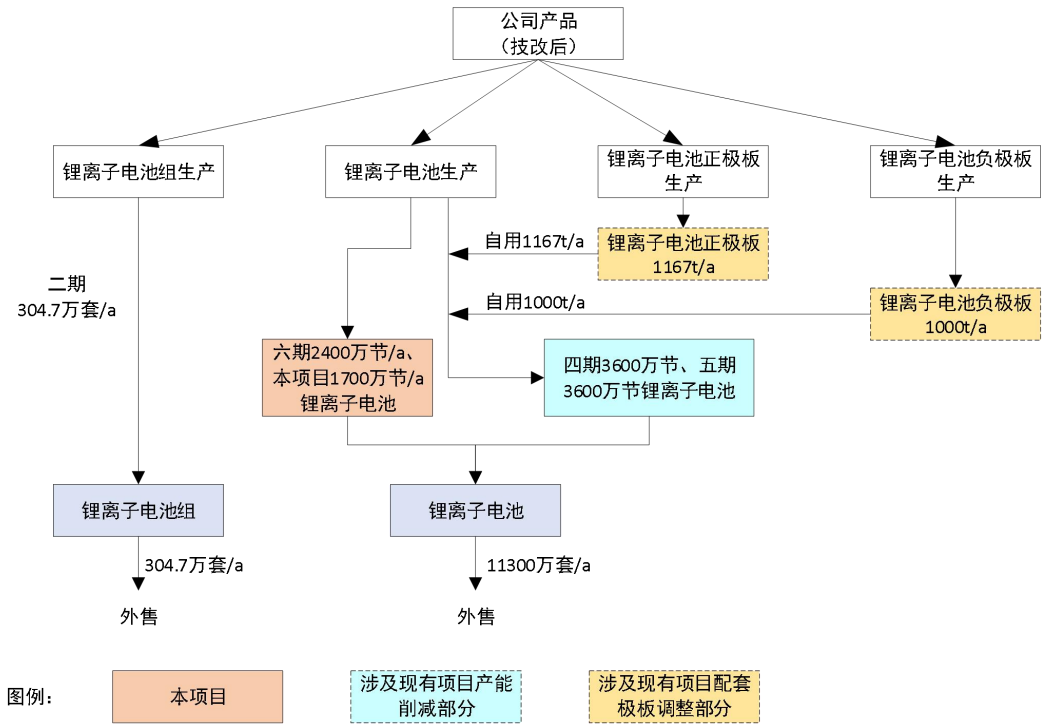 公司产品
（技改后）
锂离子电池组生产
锂离子电池生产
锂离子电池正极板
生产
锂离子电池负极板
生产
自用1167t/a
锂离子电池正极板
1167t/a
二期
304.7万套/a
自用1000t/a
锂离子电池负极板
1000t/a
六期2400万节/a、
本项目1700万节/a
锂离子电池
四期3600万节、五期
3600万节锂离子电池
锂离子电池组
锂离子电池
304.7万套/a
11300万套/a
外售
外售
图例：
本项目
涉及现有项目产能
削减部分
涉及现有项目配套
极板调整部分